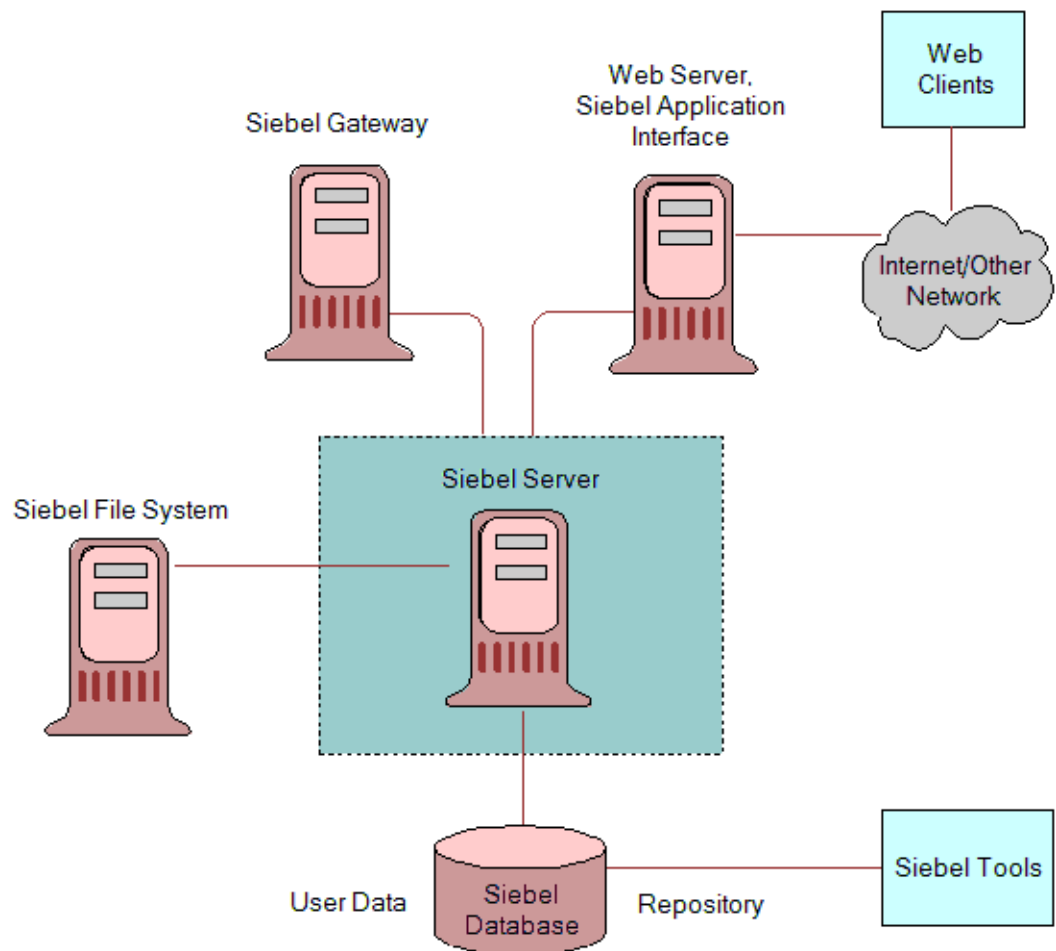 Web
Clients
Web Server,
Siebel Application
Interface
Siebel Gateway
Internet/Other
Network
Siebel Server
Siebel File System
User Data
Siebel
Database
Repository
Siebel Tools